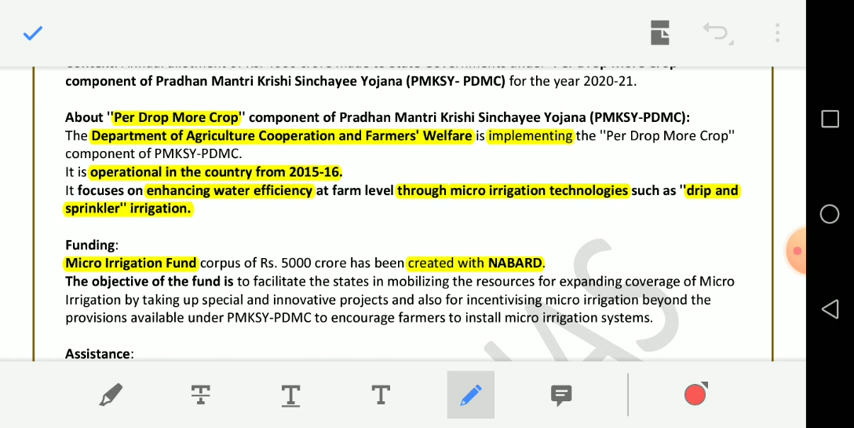 component of Pradhan Mantri Krishi Sinchayee Yojana (PMKSY- PDMC) for the year 2020-21.
About "Per Drop More Crop" component of Pradhan Mantri Krishi Sinchayee Yojana (PMKSY-PDMC):
The Department of Agriculture Cooperation and Farmers' Welfare is implementing the "Per Drop More Crop"
component of PMKSY-PDMC.
It is operational in the country from 2015-16.
It focuses on enhancing water efficiency at farm level through micro irrigation technologies such as "drip and
sprinkler" irrigation.
Funding:
Micro Irrigation Fund corpus of Rs. 5000 crore has been created with NABARD.
The objective of the fund is to facilitate the states in mobilizing the resources for expanding coverage of Micro
Irrigation by taking up special and innovative projects and also for incentivising micro irrigation beyond the
provisions available under PMKSY-PDMC to encourage farmers to install micro irrigation systems.
Assistance: